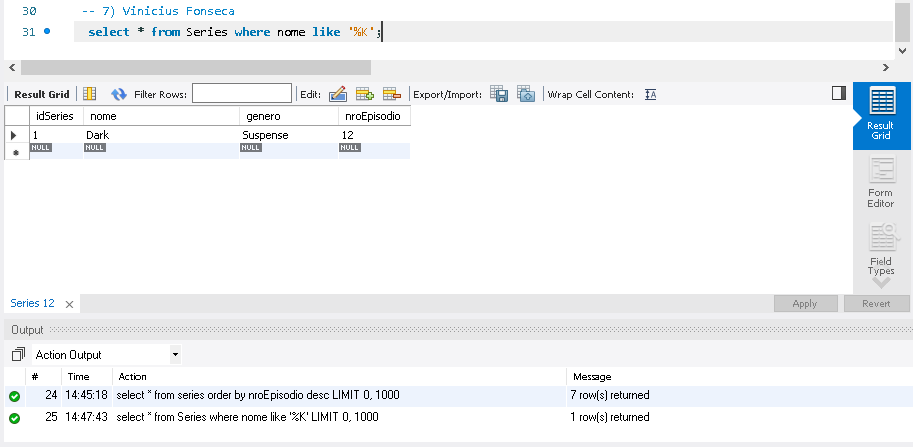 30 -- 7) Vinicius Fonseca
31 select * from Series where nome like '%K';
Result Grid Filter Rows: Edit: Export/Import: Wrap Cell Content: IA
idSeries nome genero nroEpisodio
1 Dark Suspense 12
NULL NULL NULL NULL
Result
Grid
Form
Editor
Field
Types
Series 12 Apply Revert
Output
Action Output
# Time Action Message
24 14:45:18 select * from series order by nroEpisodio desc LIMIT 0, 1000 7 row(s) returned
25 14:47:43 select * from Series where nome like '%K' LIMIT 0, 1000 1 row(s) returned